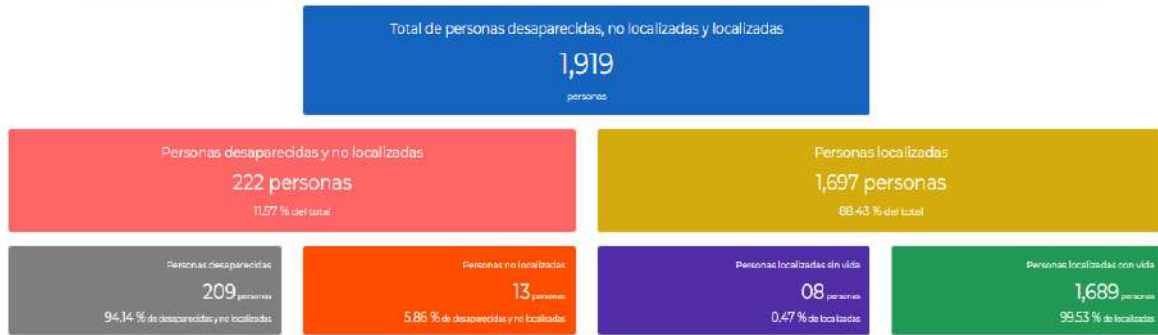 Total de personas desaparecidas, no localizadas y localizadas
1,919
personas
Personas desaparecidas y no localizadas
222 personas
11.57 % del total
Personas localizadas
1,697 personas
88.43 % del total
Personas desaparecidas
209 personas
94.14 % de desaparecidas y no localizadas
Personas no localizadas
13 personas
5.86 % de desaparecidas y no localizadas
Personas localizadas sin vida
08 personas
0.47 % de localizadas
Personas localizadas con vida
1,689 personas
99.53 % de localizadas